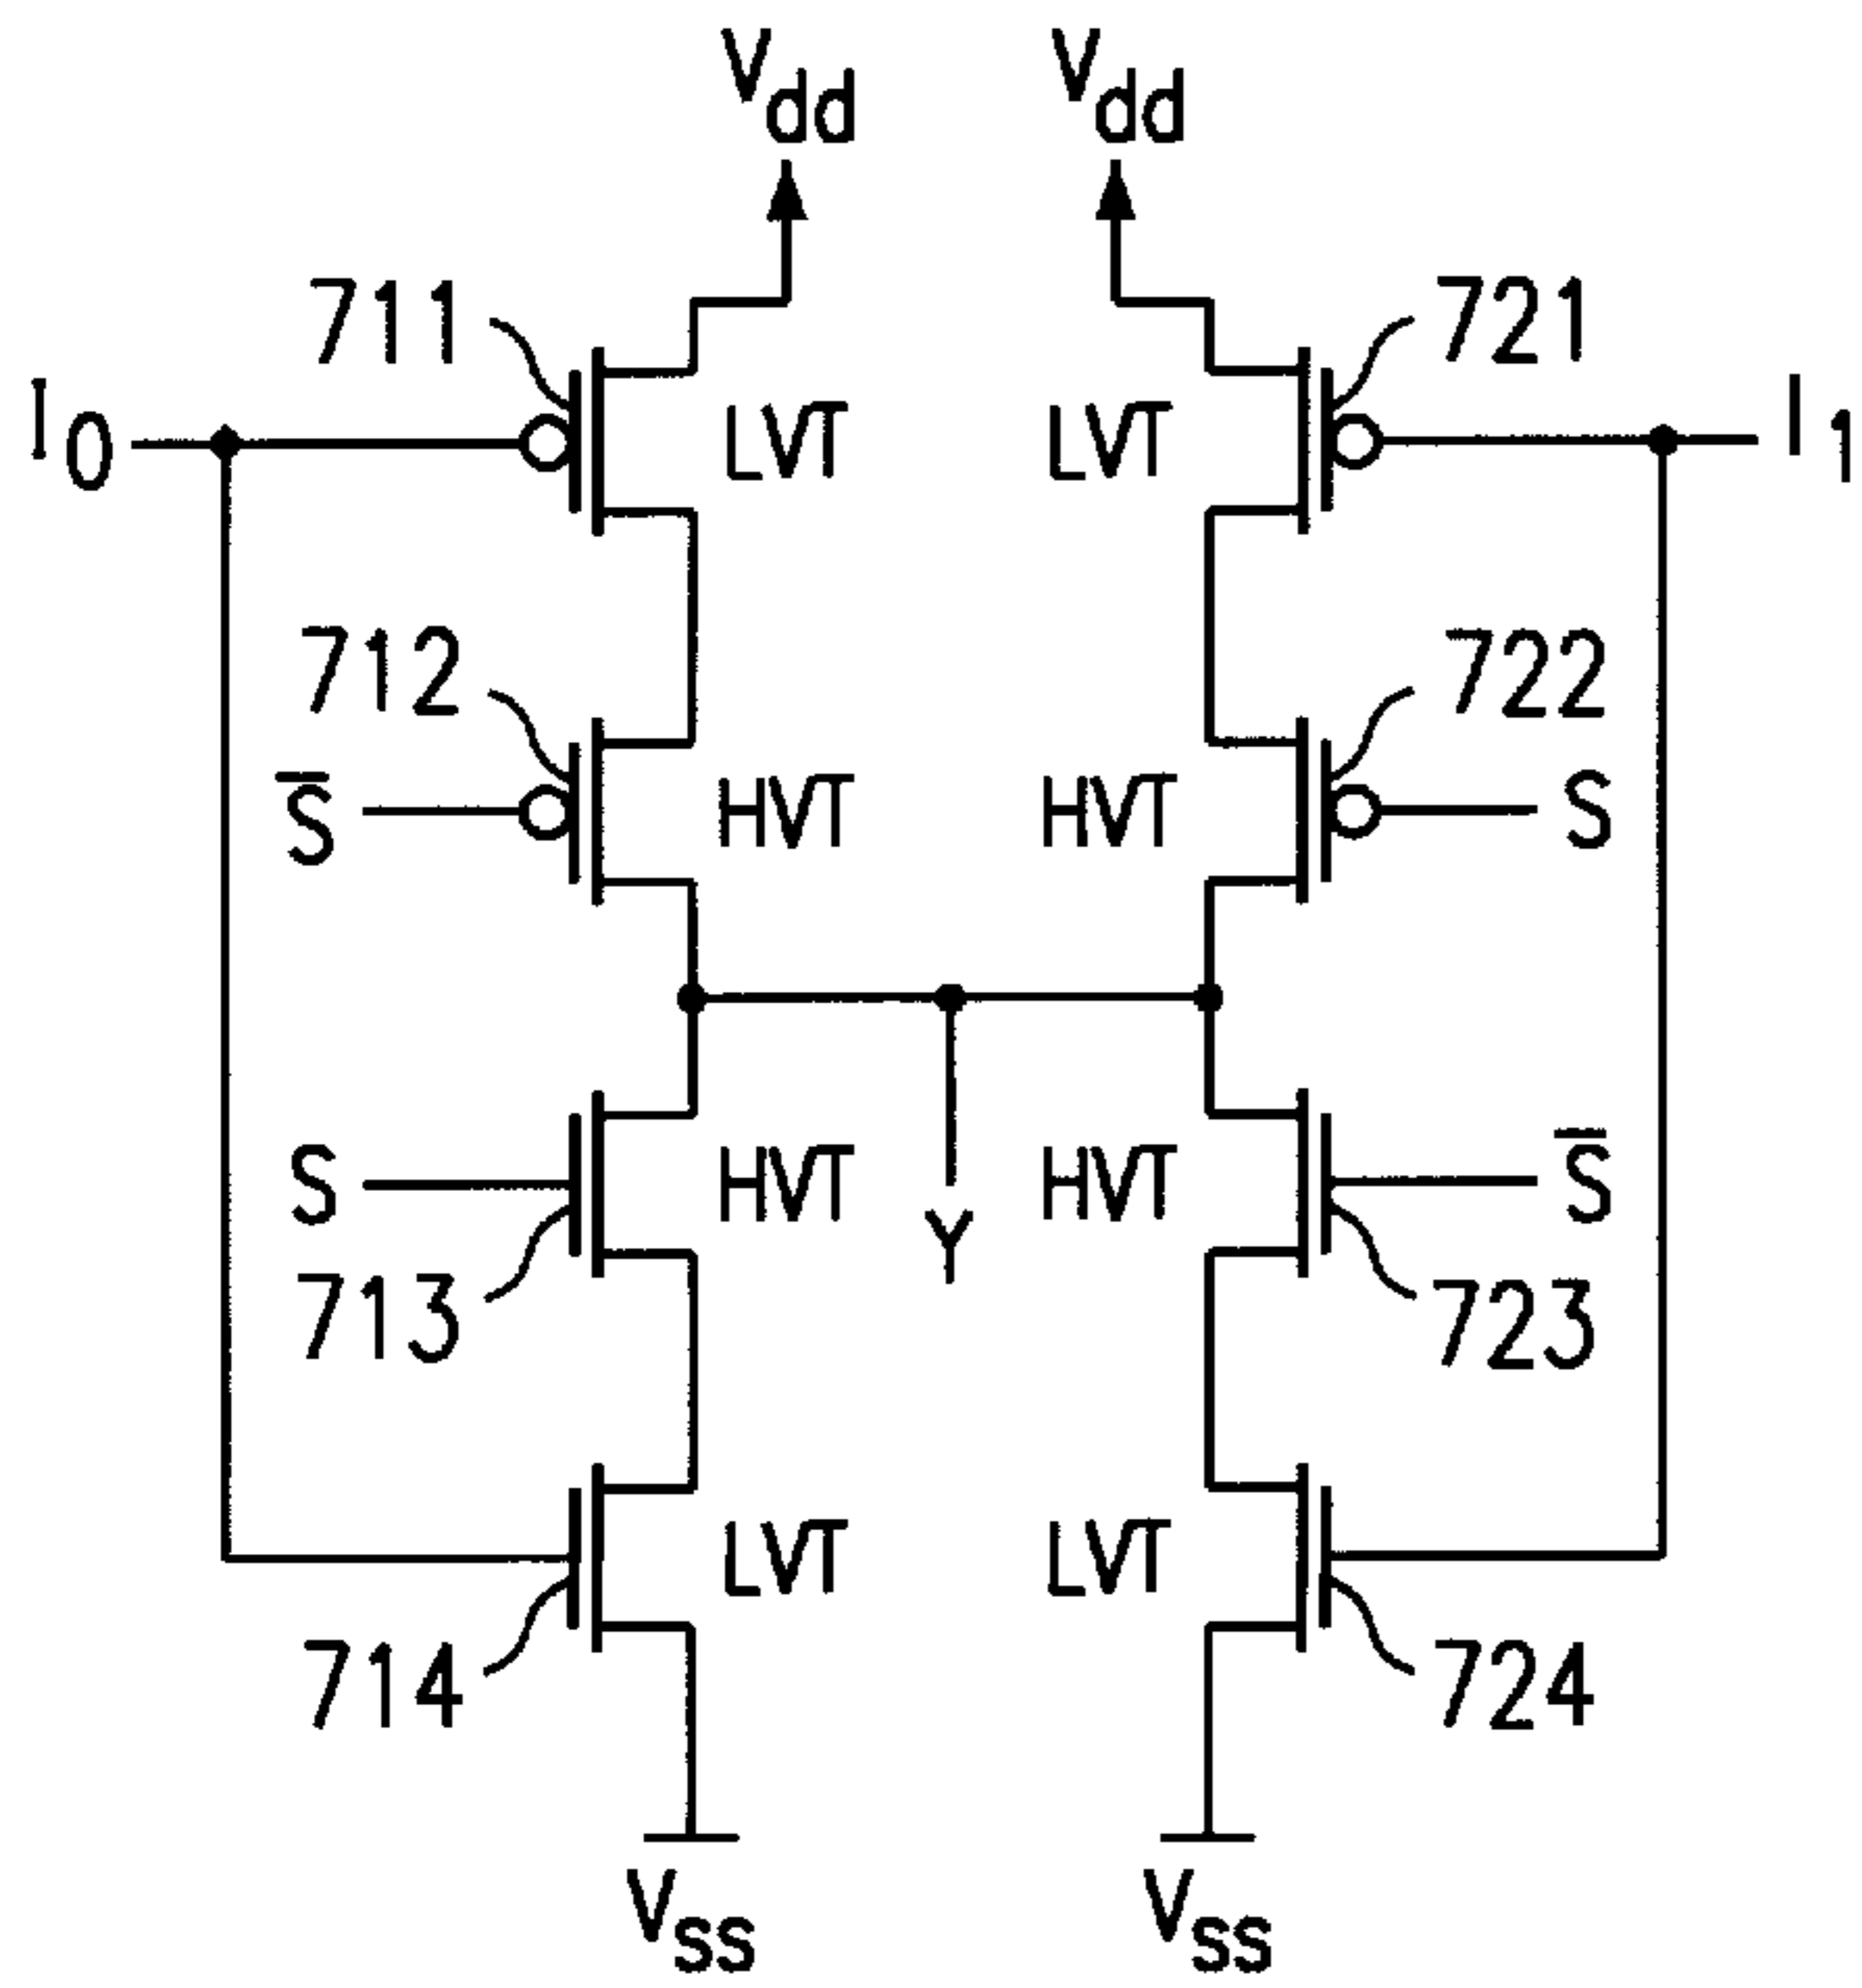 Vdd Vdd
711 721
I0 LVT LVT I1
712 722
S̅ HVT HVT S
S HVT HVT S̅
Y
713 723
LVT LVT
714 724
Vss Vss